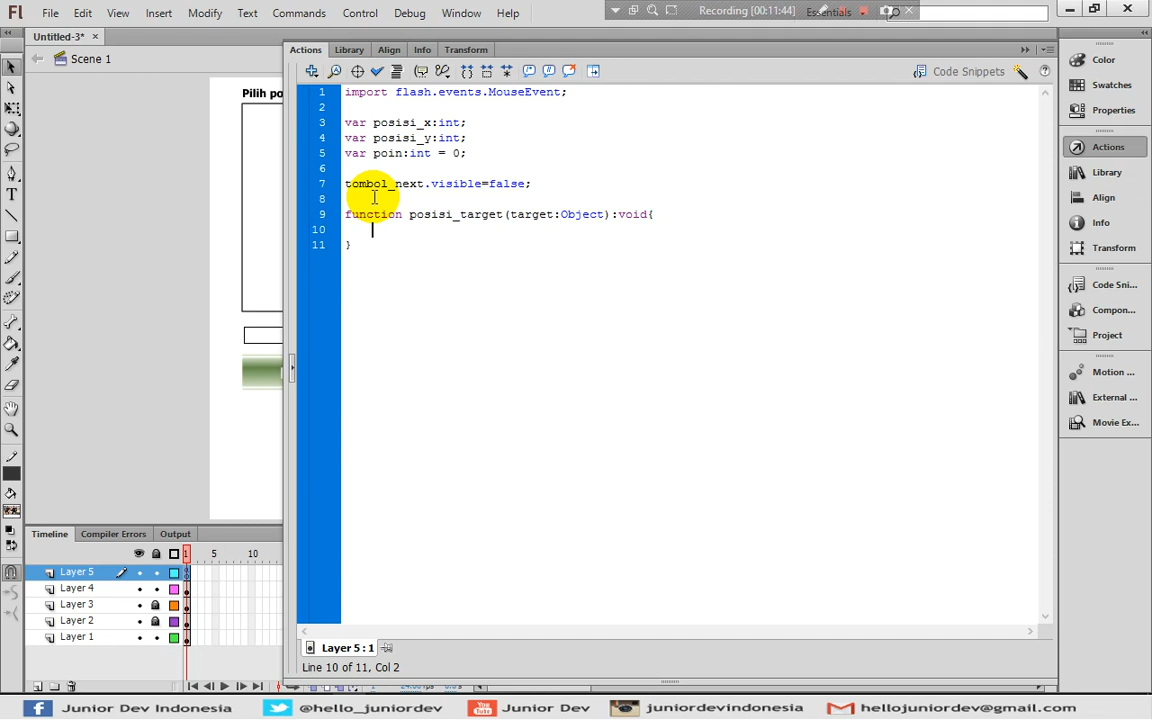 Fl File Edit View Insert Modify Text Commands Control Debug Window Help
Recording [00:11:44] Essentials
Untitled-3*
Scene 1
Actions Library Align Info Transform
Code Snippets
1 import flash.events.MouseEvent;
2
3 var posisi_x:int;
4 var posisi_y:int;
5 var poin:int = 0;
6
7 tombol_next.visible=false;
8
9 function posisi_target(target:Object):void{
10
11 }
Pilih po
Color
Swatches
Properties
Actions
Library
Align
Info
Transform
Code Sni...
Compon...
Project
Motion ...
External ...
Movie Ex...
Timeline Compiler Errors Output
1 5 10
Layer 5
Layer 4
Layer 3
Layer 2
Layer 1
Layer 5 : 1
Line 10 of 11, Col 2
Junior Dev Indonesia @hello_juniordev Junior Dev juniordevindonesia hellojuniordev@gmail.com